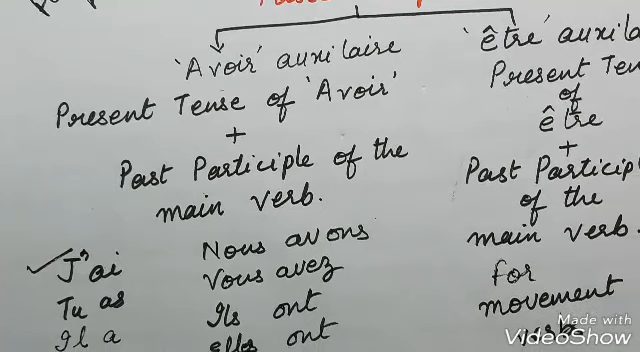 'Avoir' auxilaire
Present Tense of 'Avoir'
+
Past Participle of the
main verb.
J'ai
Tu as
Il a
Nous avons
Vous avez
Ils ont
elles ont
'être' auxila
Present Ten
of
être
+
Past Particip
of the
main verb.
for
movement
verb
Made with
VideoShow